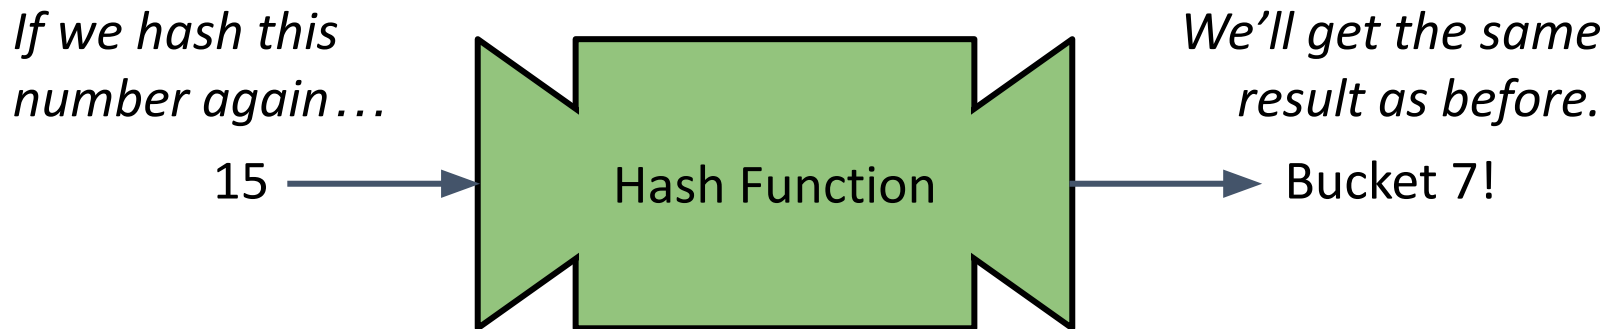 If we hash this
number again…
We’ll get the same
result as before.
15
Hash Function
Bucket 7!